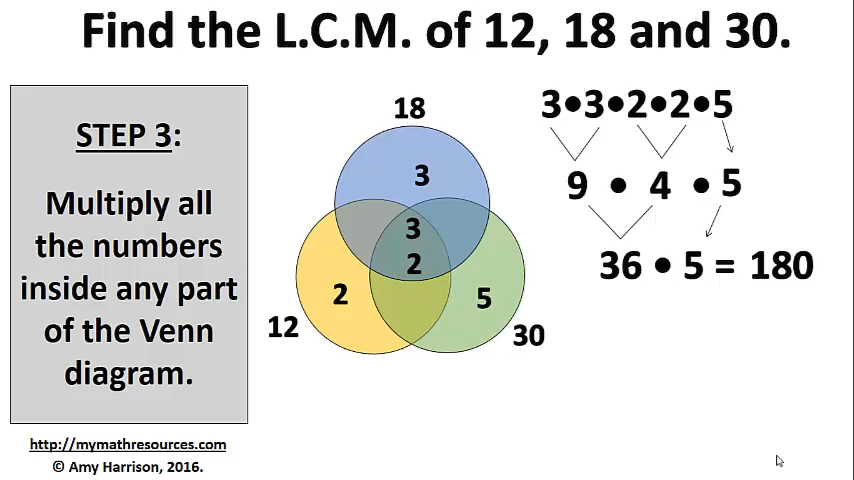 Find the L.C.M. of 12, 18 and 30.
STEP 3:
Multiply all
the numbers
inside any part
of the Venn
diagram.
http://mymathresources.com
© Amy Harrison, 2016.
18
3
3
2
2
5
12
30
3•3•2•2•5
9 • 4 • 5
36 • 5 = 180